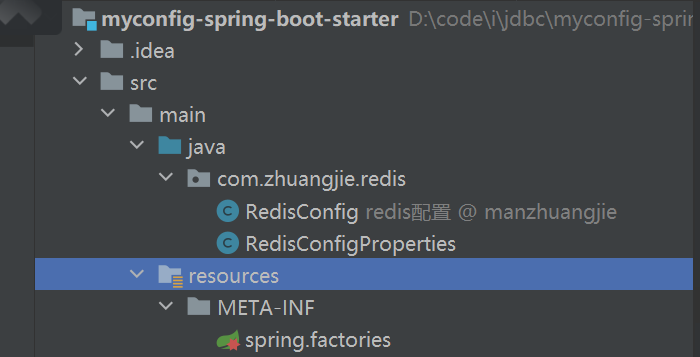 myconfig-spring-boot-starter D:\code\i\jdbc\myconfig-sprin
.idea
src
main
java
com.zhuangjie.redis
RedisConfig redis配置 @ manzhuangjie
RedisConfigProperties
resources
META-INF
spring.factories